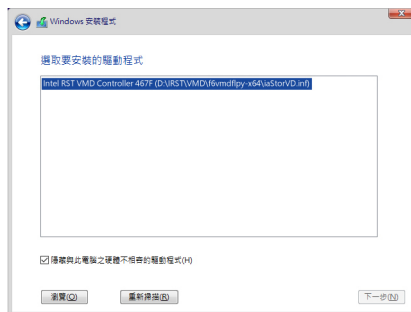 Windows 安裝程式
選取要安裝的驅動程式
Intel RST VMD Controller 467F (D:\IRST\VMD\f6vmdflpy-x64\iaStorVD.inf)
隱藏與此電腦之硬體不相容的驅動程式(H)
瀏覽(O) 重新掃描(R) 下一步(N)